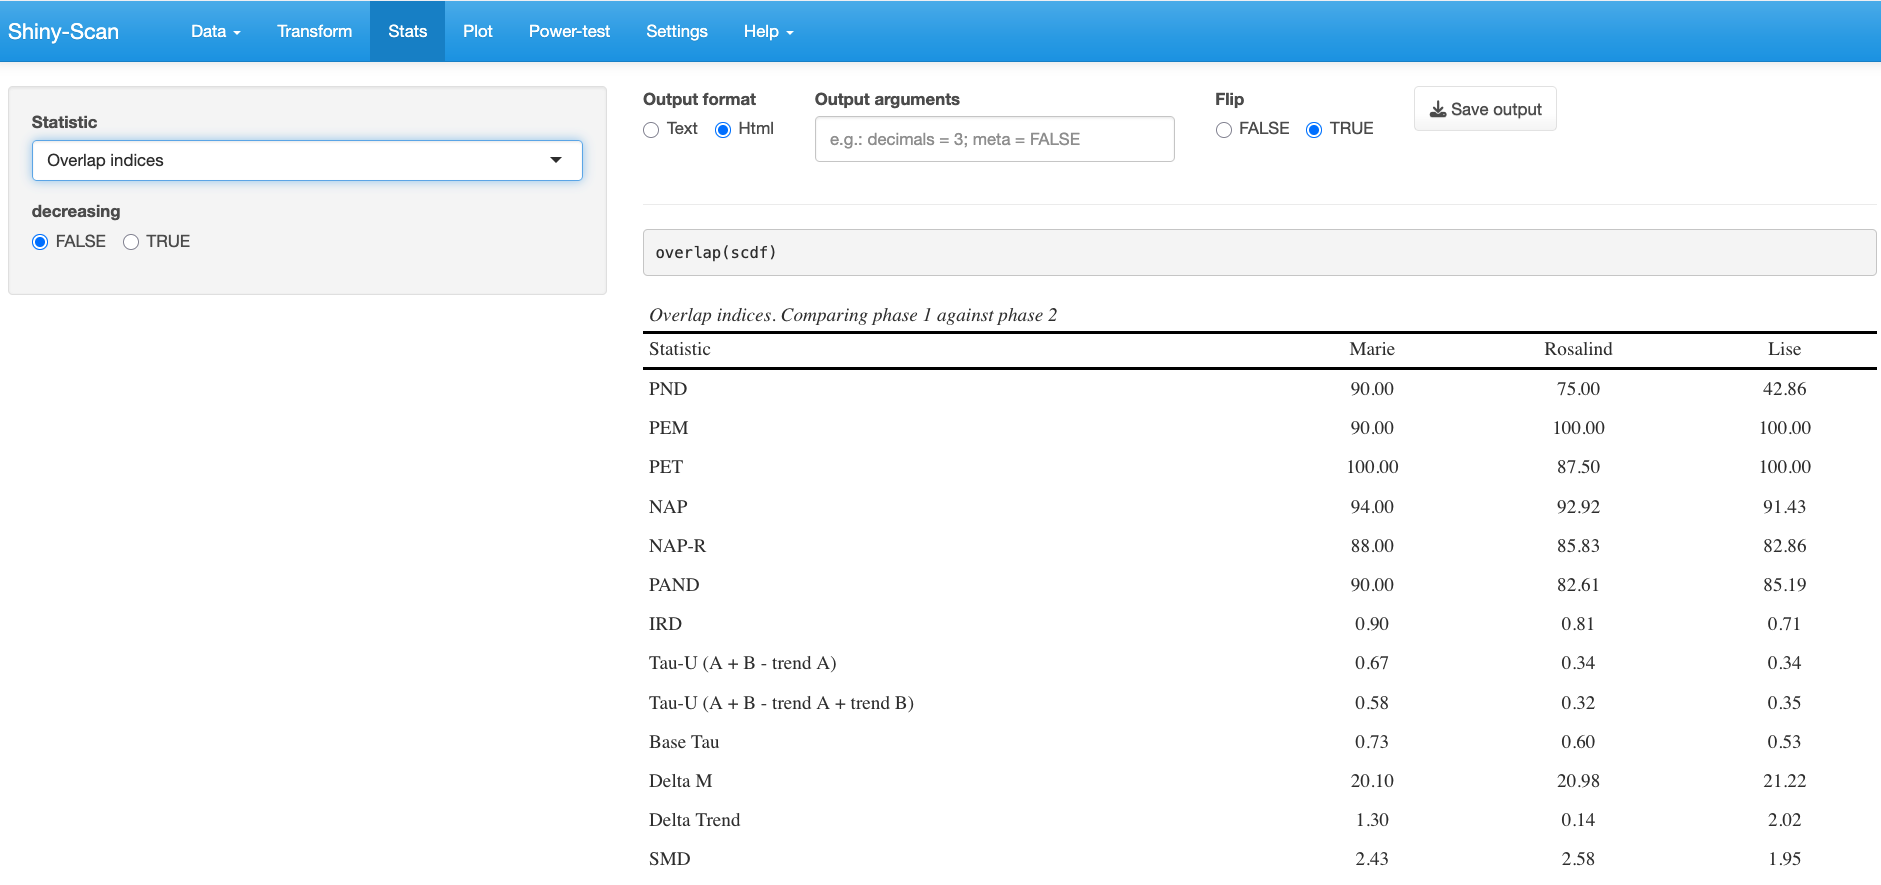 Shiny-Scan Data Transform Stats Plot Power-test Settings Help
Statistic
Overlap indices
decreasing
FALSE TRUE
Output format Output arguments Flip
Text Html e.g.: decimals = 3; meta = FALSE FALSE TRUE Save output
overlap(scdf)
Overlap indices. Comparing phase 1 against phase 2
Statistic Marie Rosalind Lise
PND 90.00 75.00 42.86
PEM 90.00 100.00 100.00
PET 100.00 87.50 100.00
NAP 94.00 92.92 91.43
NAP-R 88.00 85.83 82.86
PAND 90.00 82.61 85.19
IRD 0.90 0.81 0.71
Tau-U (A + B - trend A) 0.67 0.34 0.34
Tau-U (A + B - trend A + trend B) 0.58 0.32 0.35
Base Tau 0.73 0.60 0.53
Delta M 20.10 20.98 21.22
Delta Trend 1.30 0.14 2.02
SMD 2.43 2.58 1.95